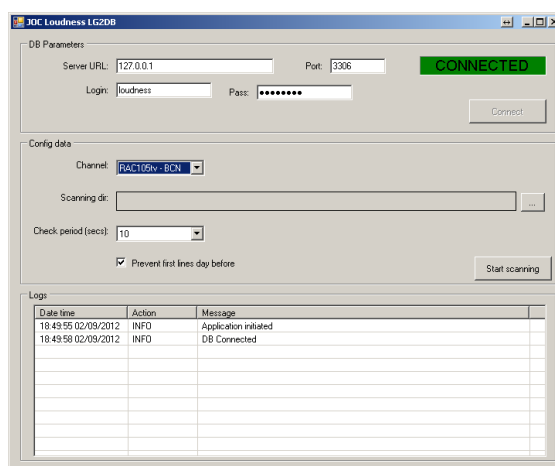 JOC Loudness LG2DB
DB Parameters
Server URL: 127.0.0.1 Port: 3306 CONNECTED
Login: loudness Pass: ●●●●●●●●
Connect
Config data
Channel: RAC105tv - BCN
Scanning dir: ...
Check period (secs): 10
Prevent first lines day before
Start scanning
Logs
Date time Action Message
18:49:55 02/09/2012 INFO Application initiated
18:49:58 02/09/2012 INFO DB Connected